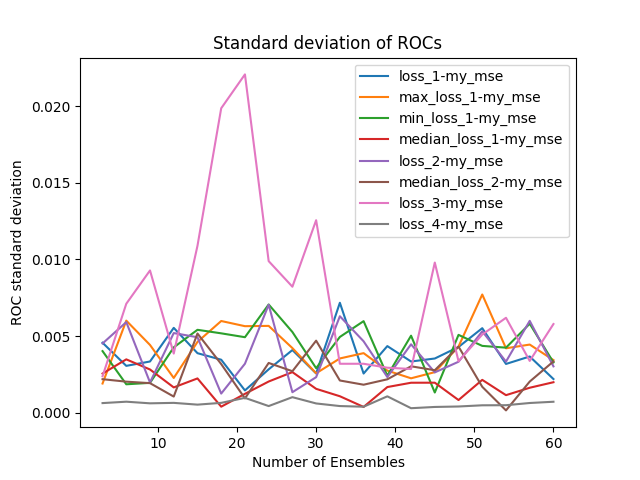 Standard deviation of ROCs
ROC standard deviation
0.020
0.015
0.010
0.005
0.000
loss_1-my_mse
max_loss_1-my_mse
min_loss_1-my_mse
median_loss_1-my_mse
loss_2-my_mse
median_loss_2-my_mse
loss_3-my_mse
loss_4-my_mse
10 20 30 40 50 60
Number of Ensembles